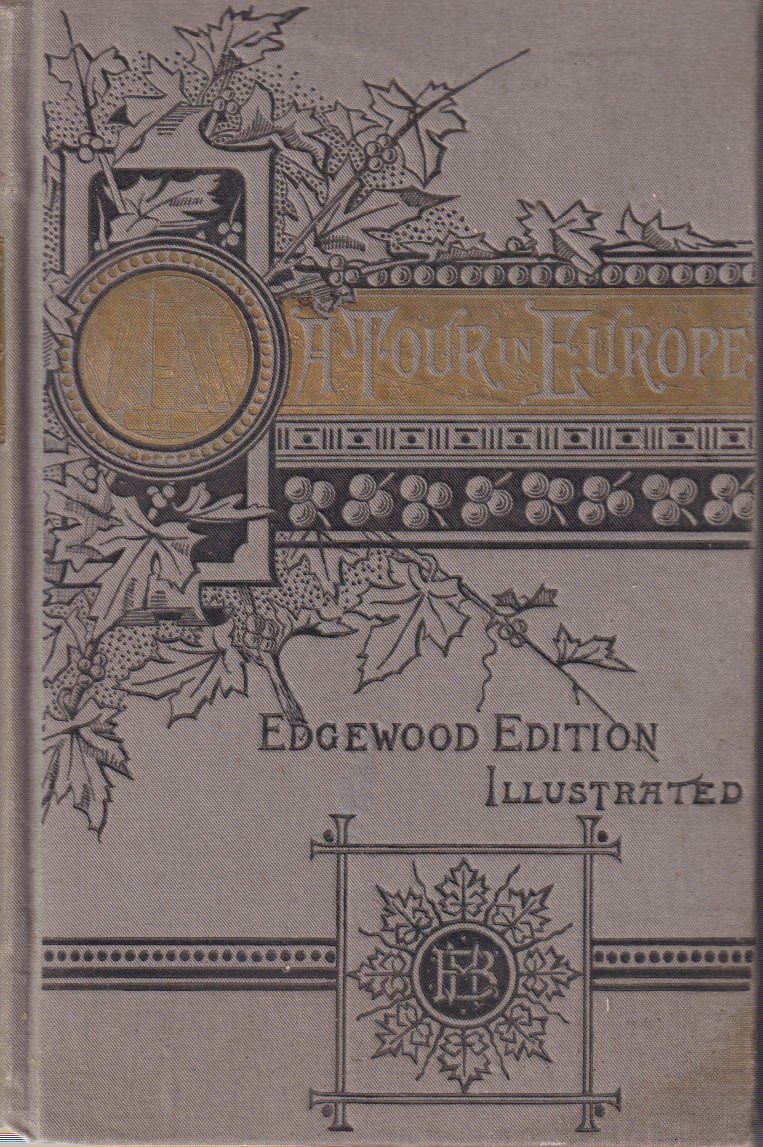 A TOUR IN EUROPE
EDGEWOOD EDITION
ILLUSTRATED